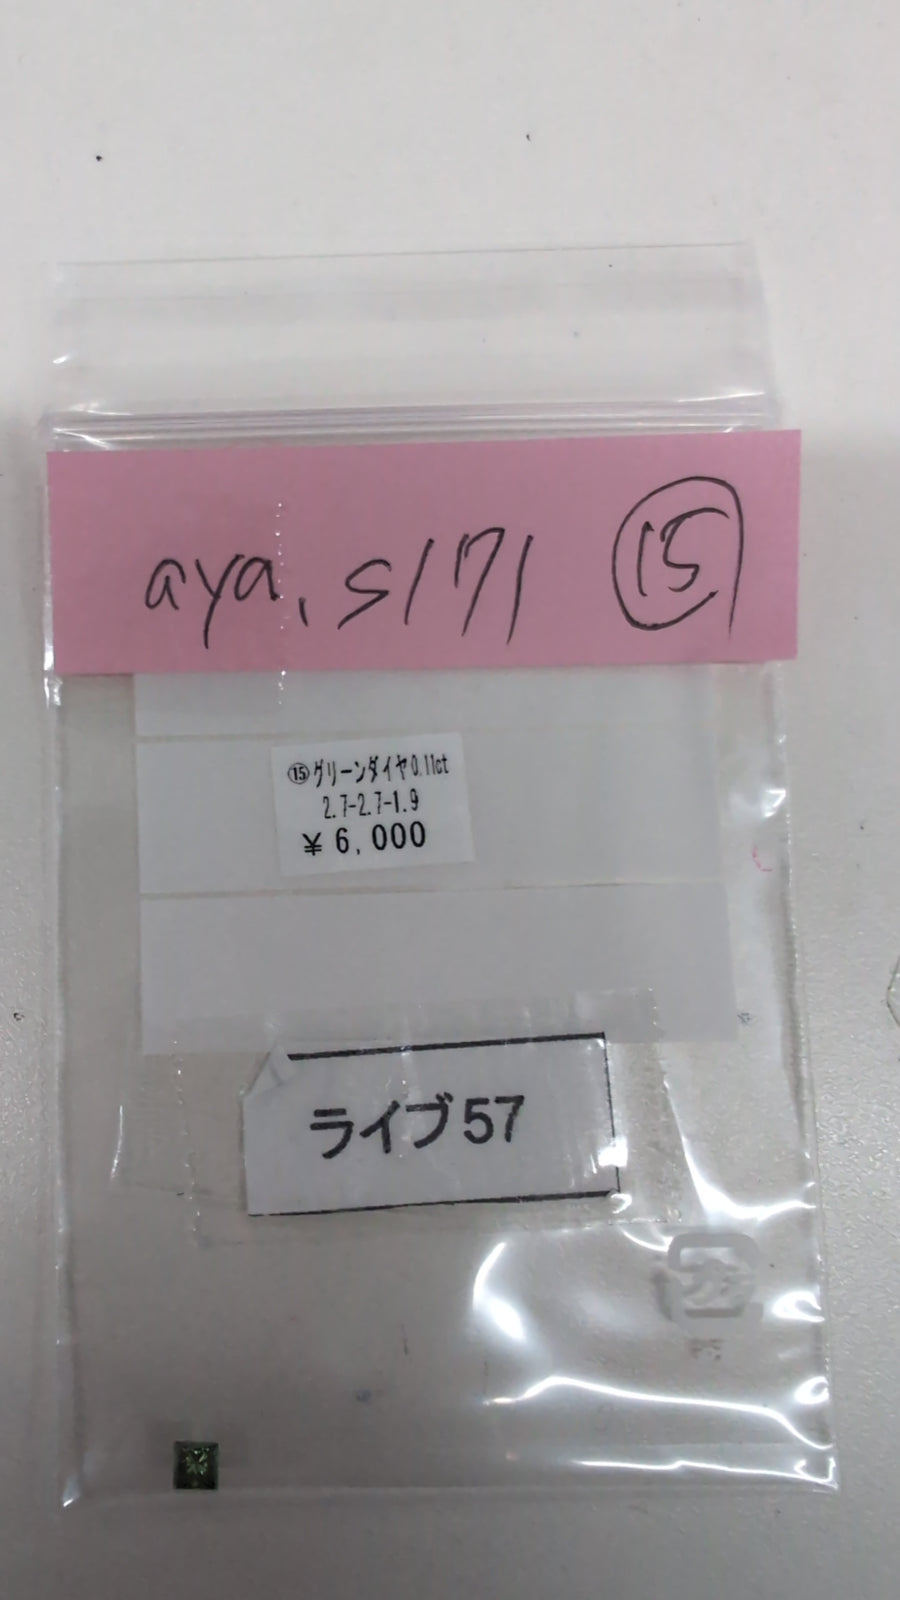 aya.s171 ⑮
⑮グリーンダイヤ0.11ct
2.7-2.7-1.9
¥6,000
ライブ57